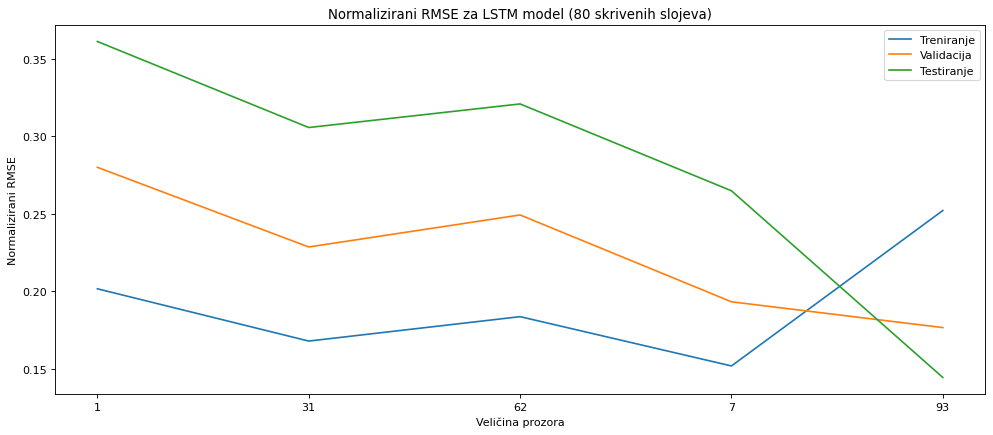 Normalizirani RMSE za LSTM model (80 skrivenih slojeva)
Treniranje
Validacija
Testiranje
Normalizirani RMSE
0.35
0.30
0.25
0.20
0.15
1 31 62 7 93
Veličina prozora